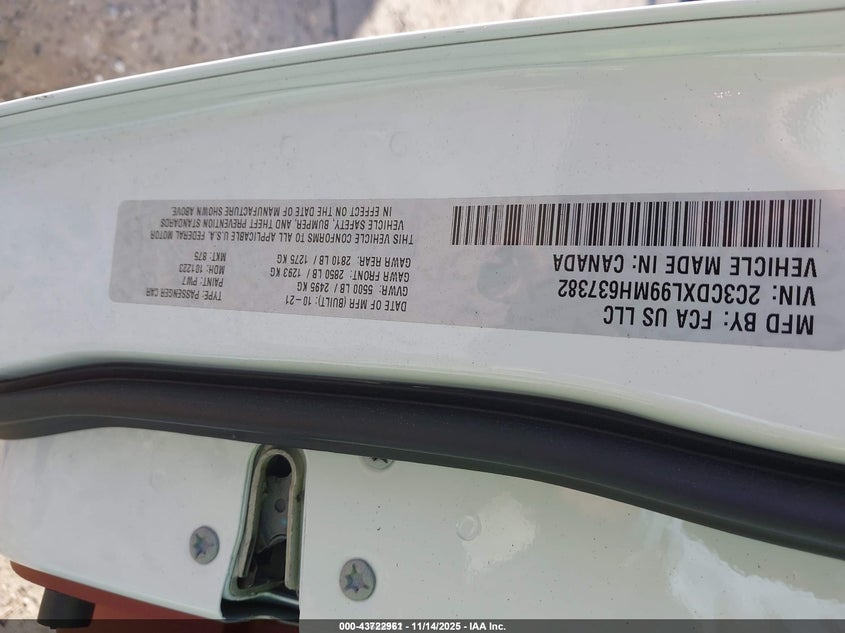 MFD BY: FCA US LLC
VIN: 2C3CDXL99MH637382
VEHICLE MADE IN: CANADA
DATE OF MFR (BUILT): 10-21
GVWR: 5500 LB / 2495 KG
GAWR FRONT: 2850 LB / 1293 KG
GAWR REAR: 2810 LB / 1275 KG
THIS VEHICLE CONFORMS TO ALL APPLICABLE U.S.A. FEDERAL MOTOR
VEHICLE SAFETY, BUMPER, AND THEFT PREVENTION STANDARDS
IN EFFECT ON THE DATE OF MANUFACTURE SHOWN ABOVE
TYPE: PASSENGER CAR
PAINT: PW7
MDH: 101223
MKT: 875
11/14/2025 - IAA Inc.